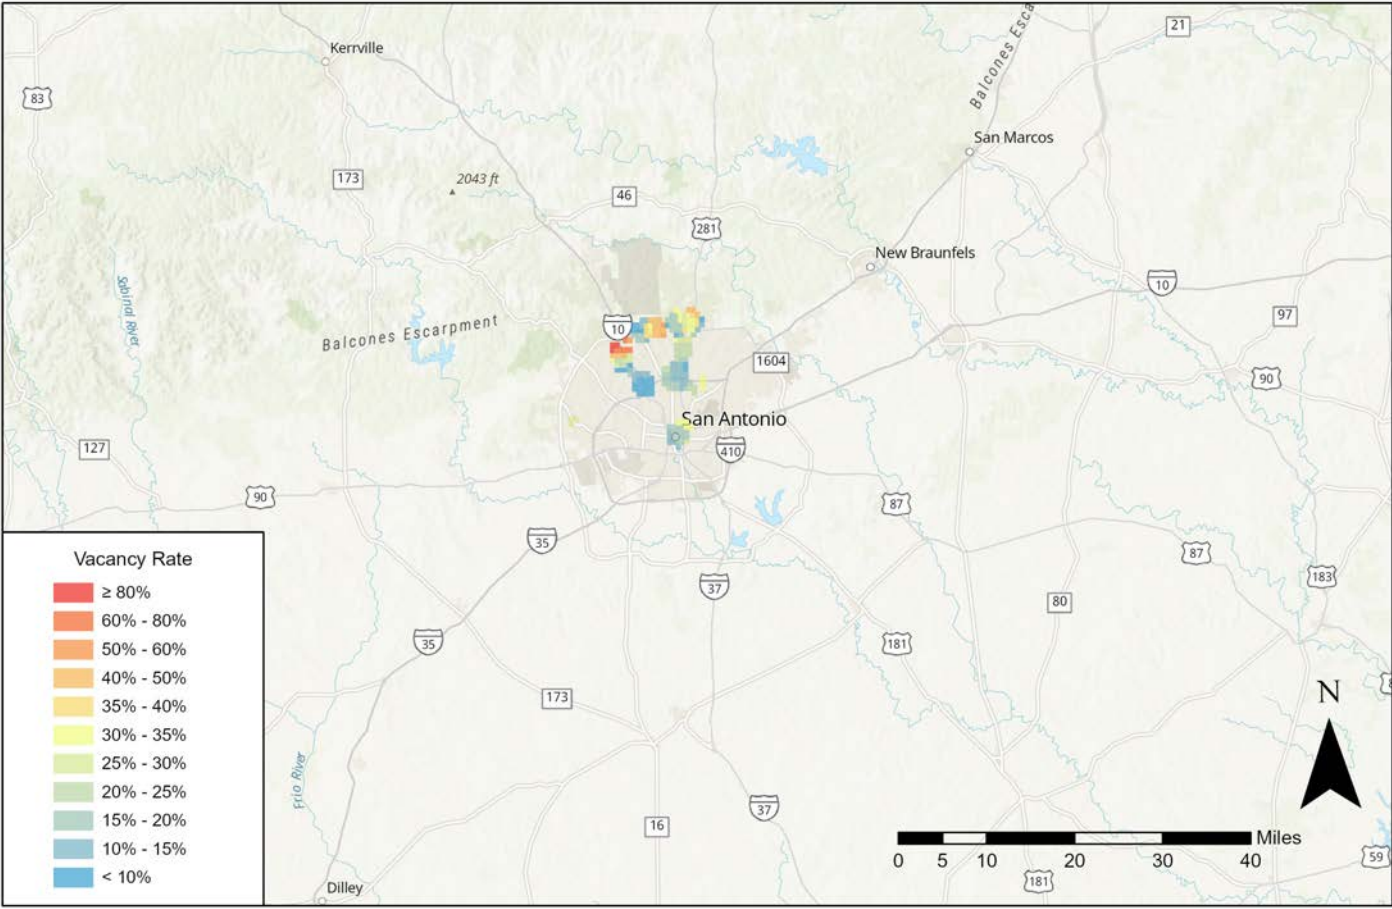 Balcones Esca
21
Kerrville
83
San Marcos
173
2043 ft
46
281
New Braunfels
10
Sabinal River
97
Balcones Escarpment
10
1604
90
San Antonio
127
410
90
87
35
87
Vacancy Rate
≥ 80%
60% - 80%
50% - 60%
40% - 50%
35% - 40%
30% - 35%
25% - 30%
20% - 25%
15% - 20%
10% - 15%
< 10%
37
183
80
35
181
173
N
Frio River
37
16
Miles
0 5 10 20 30 40
59
181
Dilley